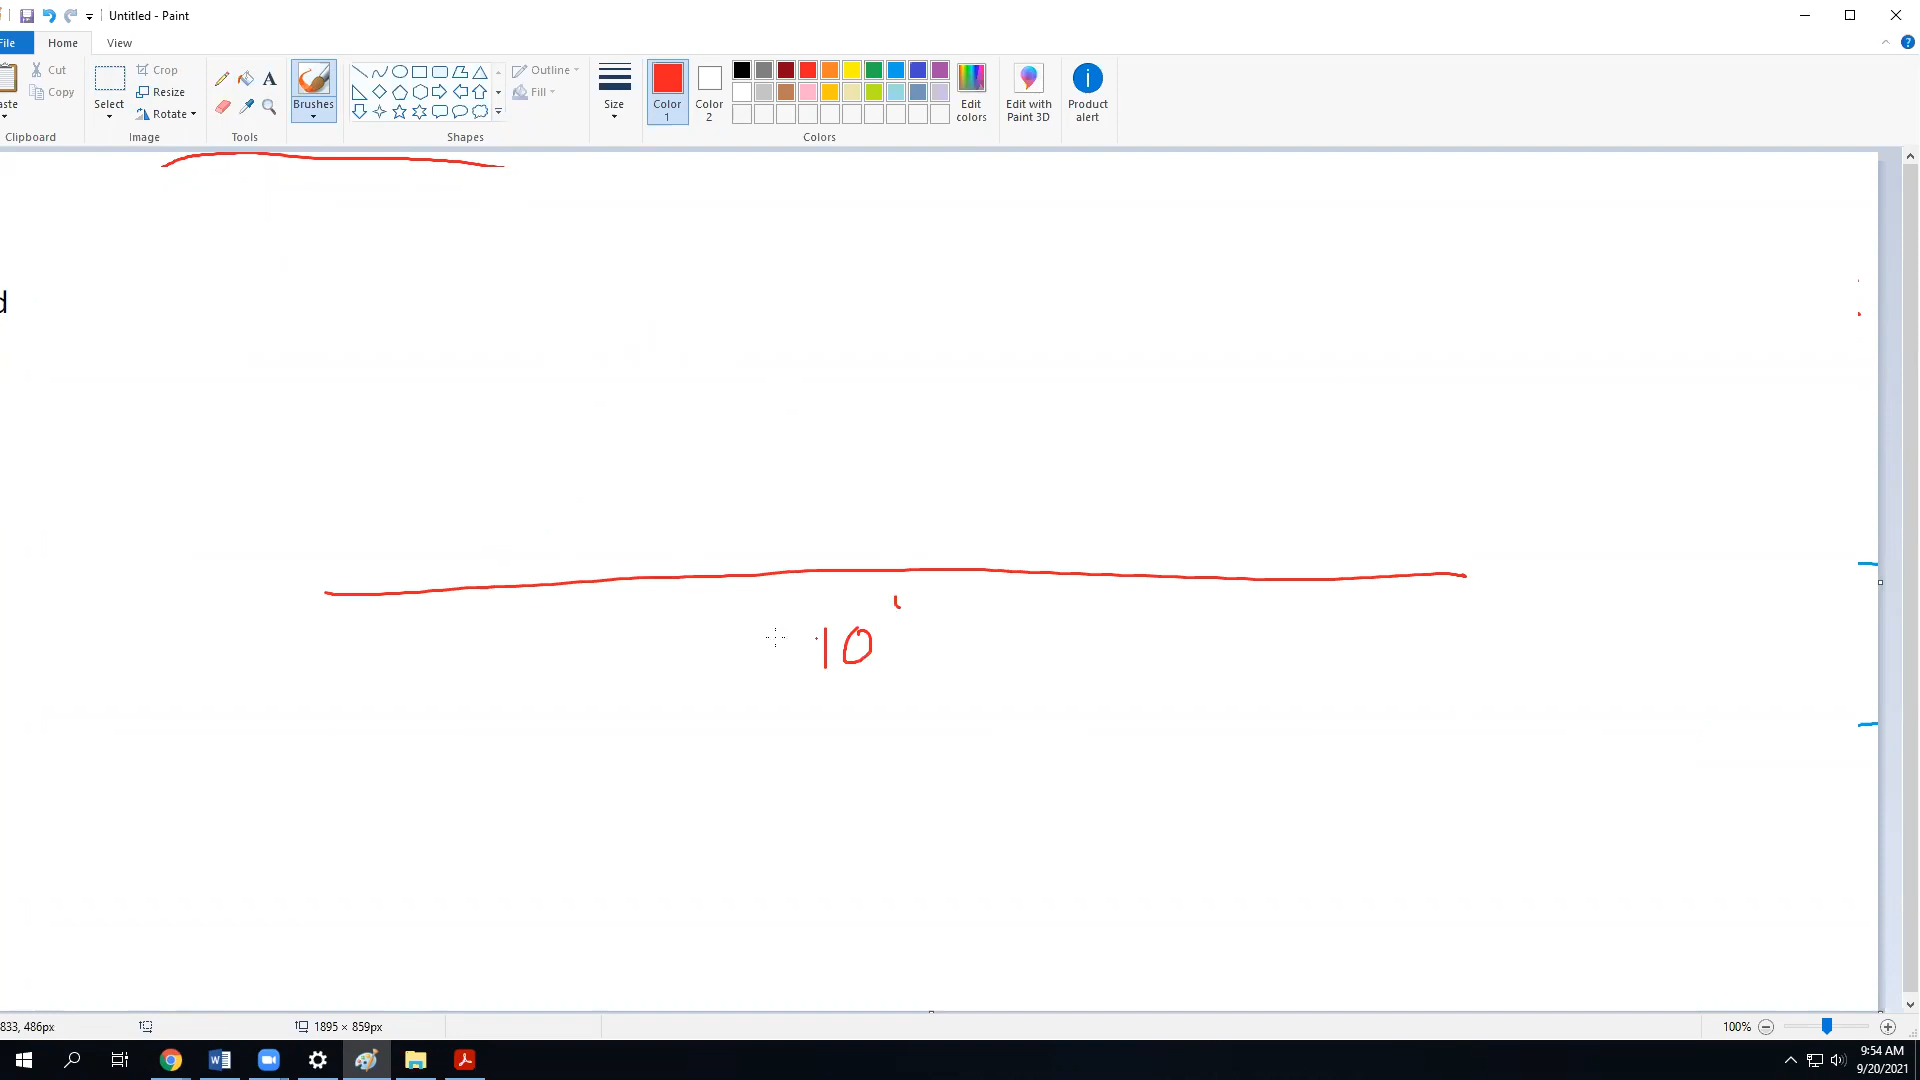 Untitled - Paint
File Home View
Cut
Copy
aste
Clipboard
Select
Crop
Resize
Rotate
Image
Tools
Brushes
Shapes
Outline
Fill
Size
Color 1
Color 2
Edit colors
Colors
Edit with Paint 3D
Product alert
d
10
833, 486px
1895 × 859px
100%
9:54 AM
9/20/2021